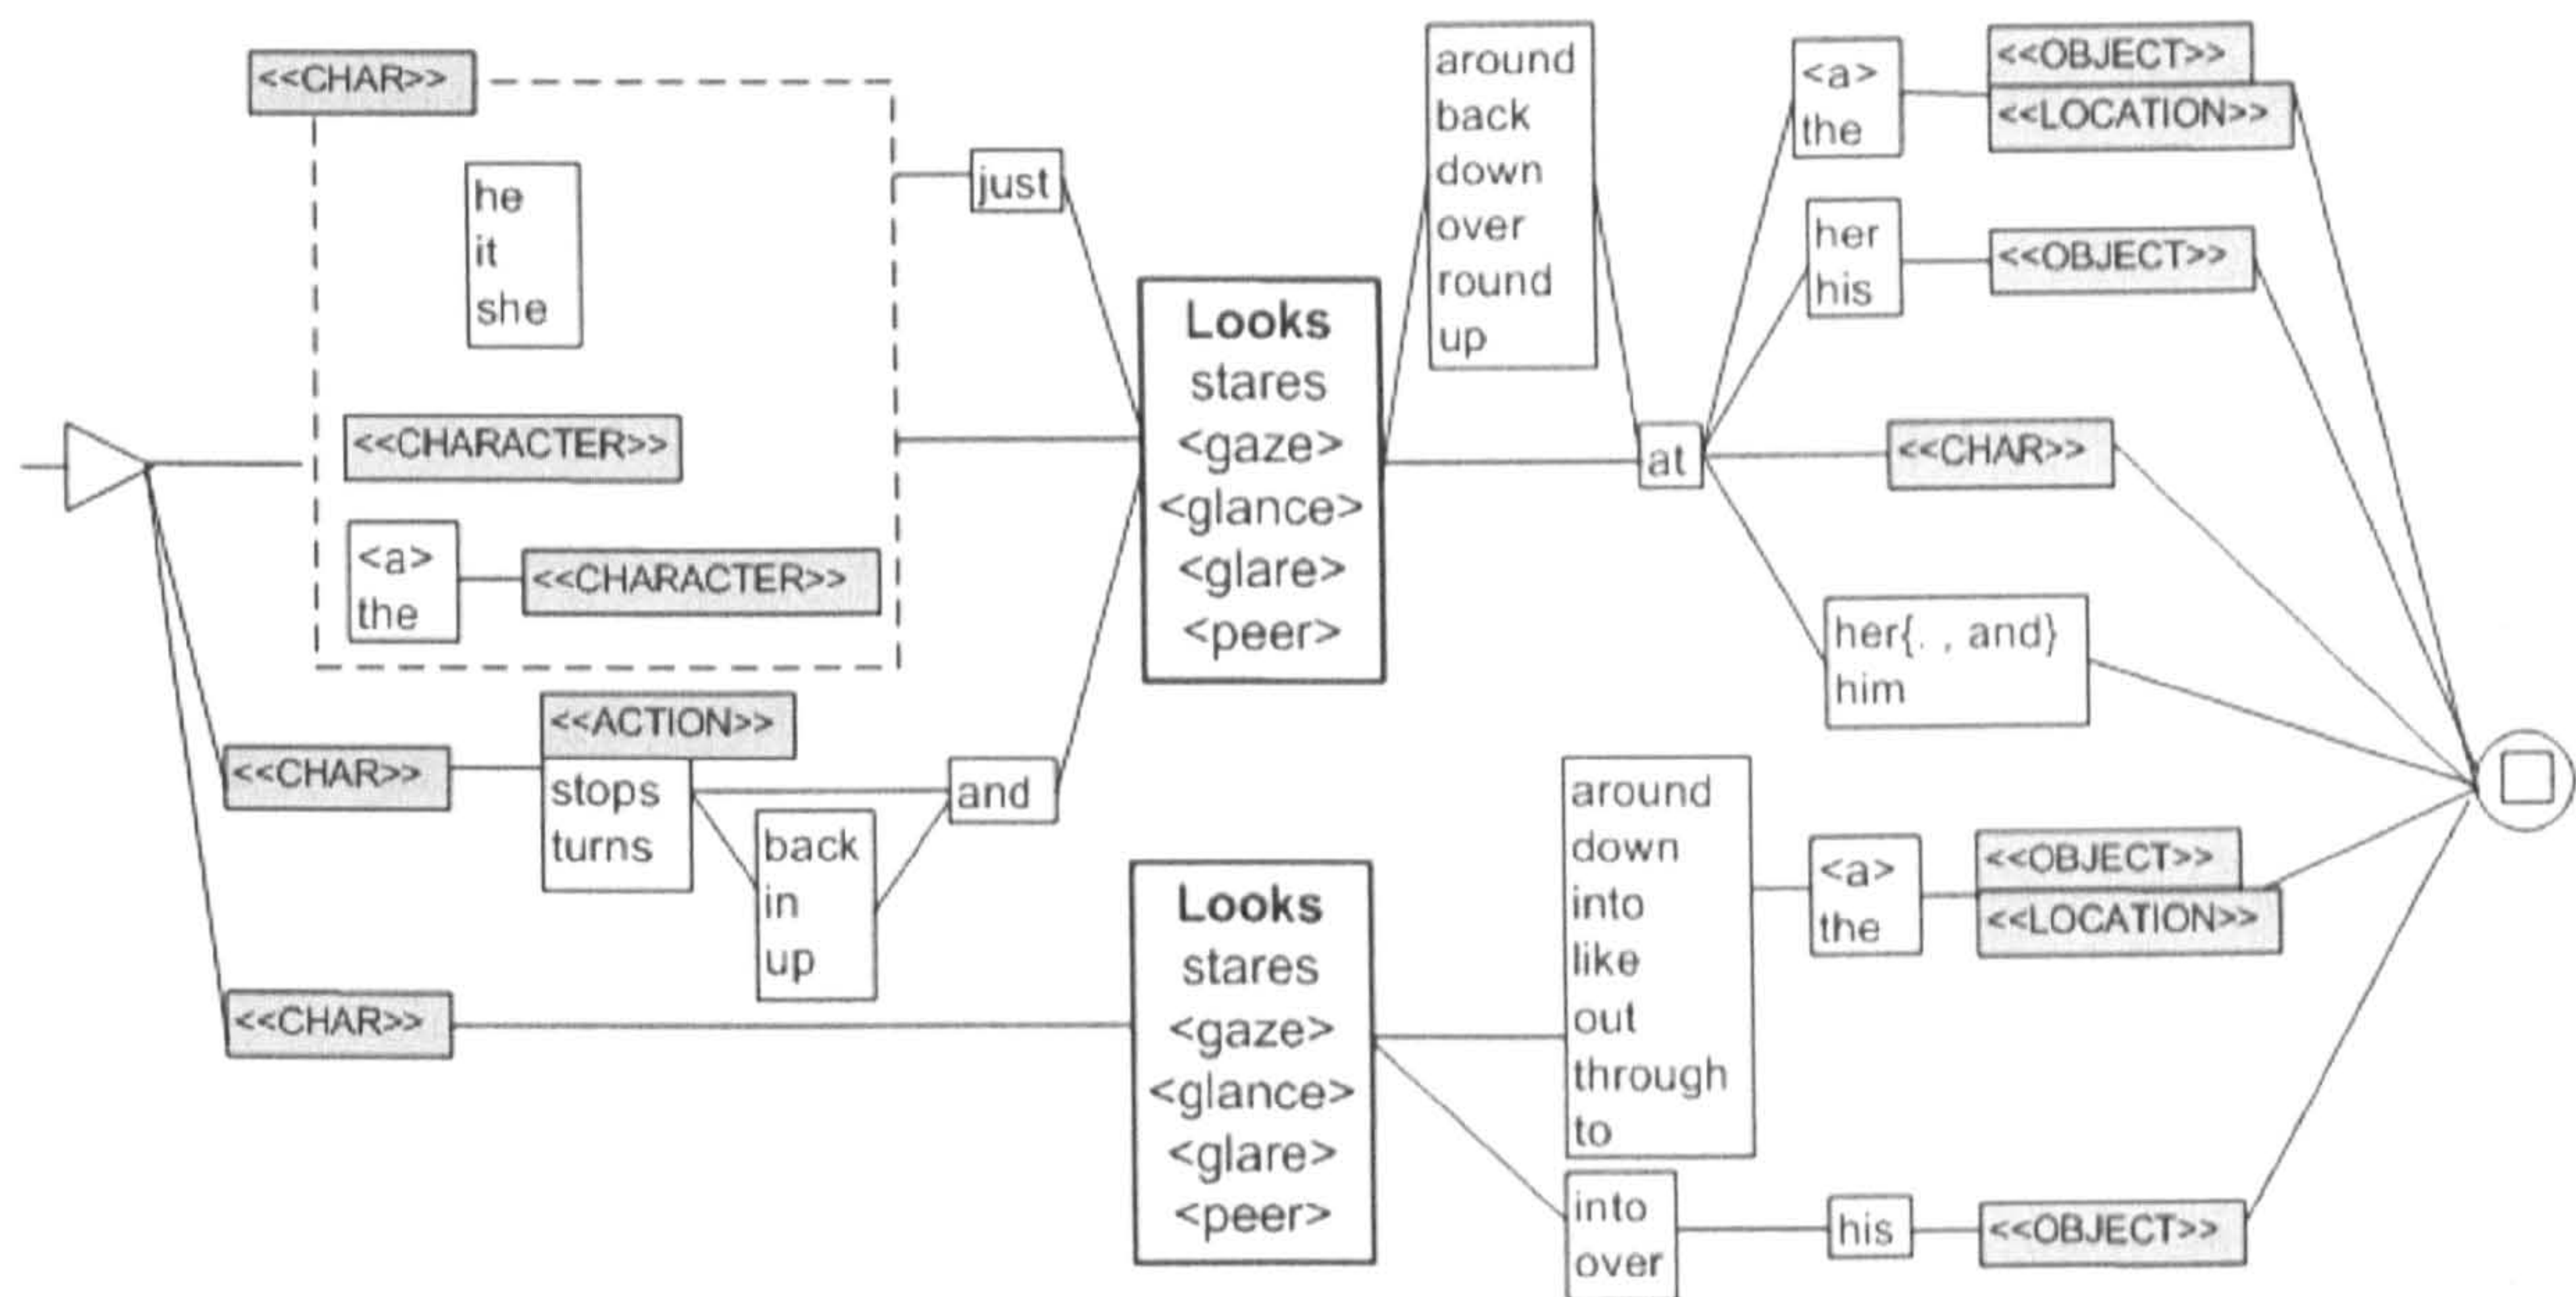 <<CHAR>>
he
it
she
<<CHARACTER>>
<a>
the
<<CHARACTER>>
just
<<CHAR>>
<<ACTION>>
stops
turns
back
in
up
and
<<CHAR>>
Looks
stares
<gaze>
<glance>
<glare>
<peer>
around
back
down
over
round
up
at
<a>
the
<<OBJECT>>
<<LOCATION>>
her
his
<<OBJECT>>
<<CHAR>>
her{. , and}
him
Looks
stares
<gaze>
<glance>
<glare>
<peer>
around
down
into
like
out
through
to
<a>
the
<<OBJECT>>
<<LOCATION>>
into
over
his
<<OBJECT>>